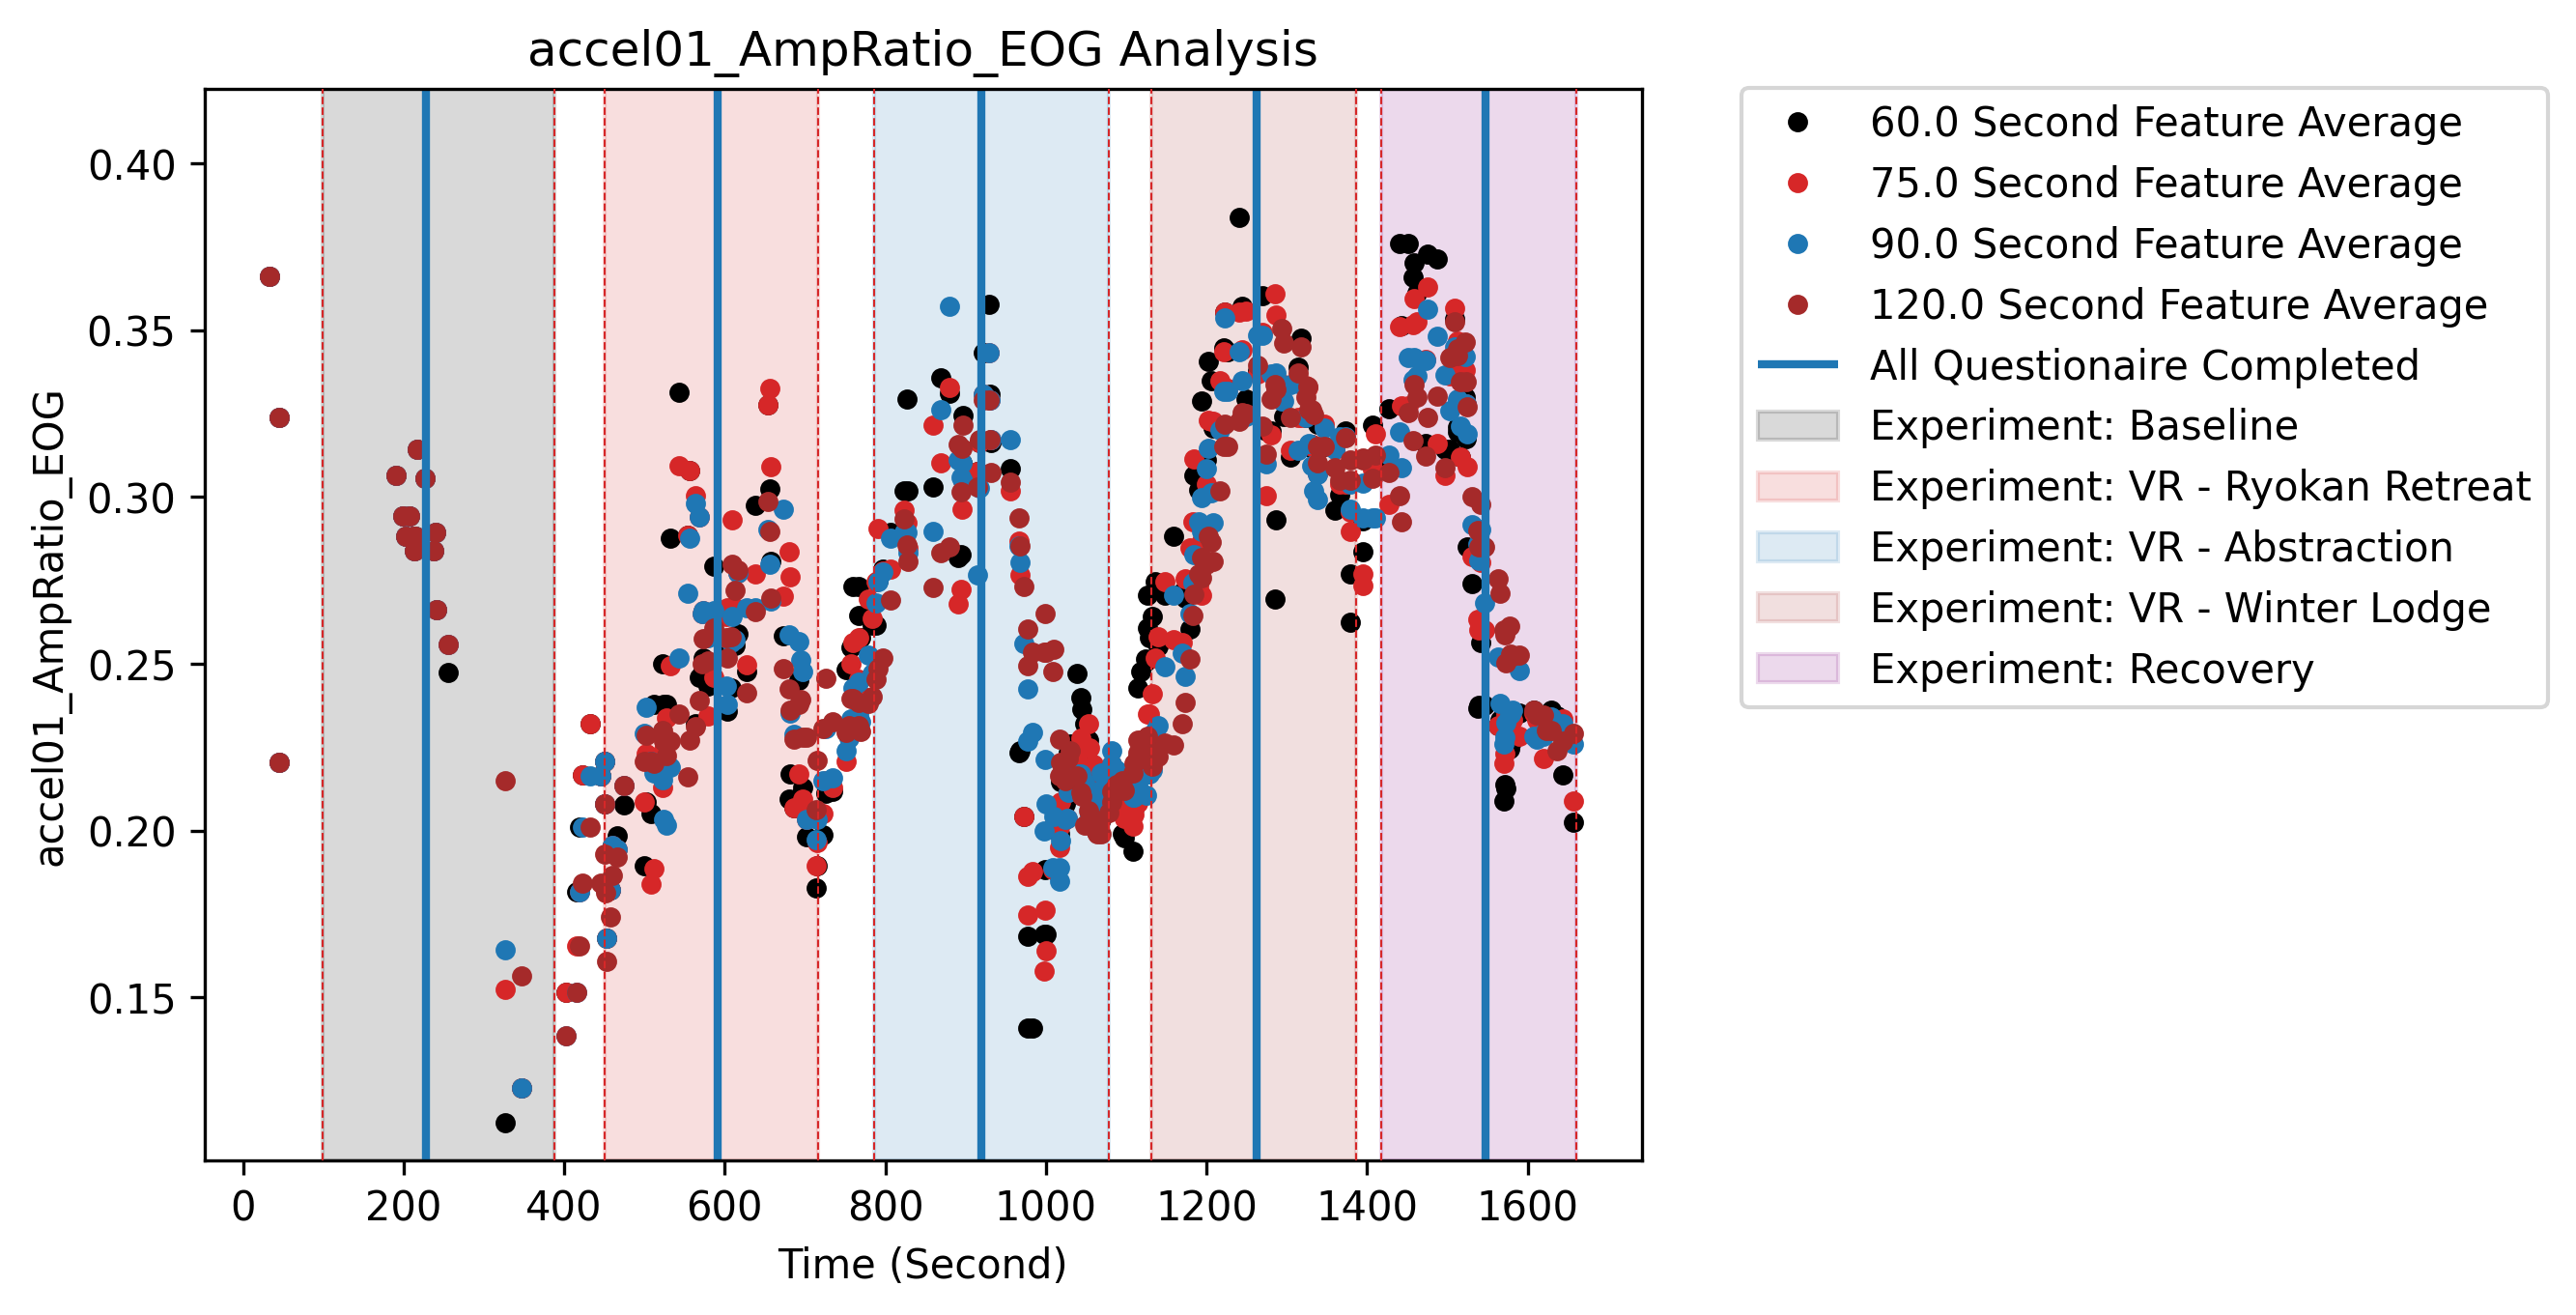 accel01_AmpRatio_EOG Analysis
accel01_AmpRatio_EOG
0.40
0.35
0.30
0.25
0.20
0.15
0 200 400 600 800 1000 1200 1400 1600
Time (Second)
60.0 Second Feature Average
75.0 Second Feature Average
90.0 Second Feature Average
120.0 Second Feature Average
All Questionaire Completed
Experiment: Baseline
Experiment: VR - Ryokan Retreat
Experiment: VR - Abstraction
Experiment: VR - Winter Lodge
Experiment: Recovery